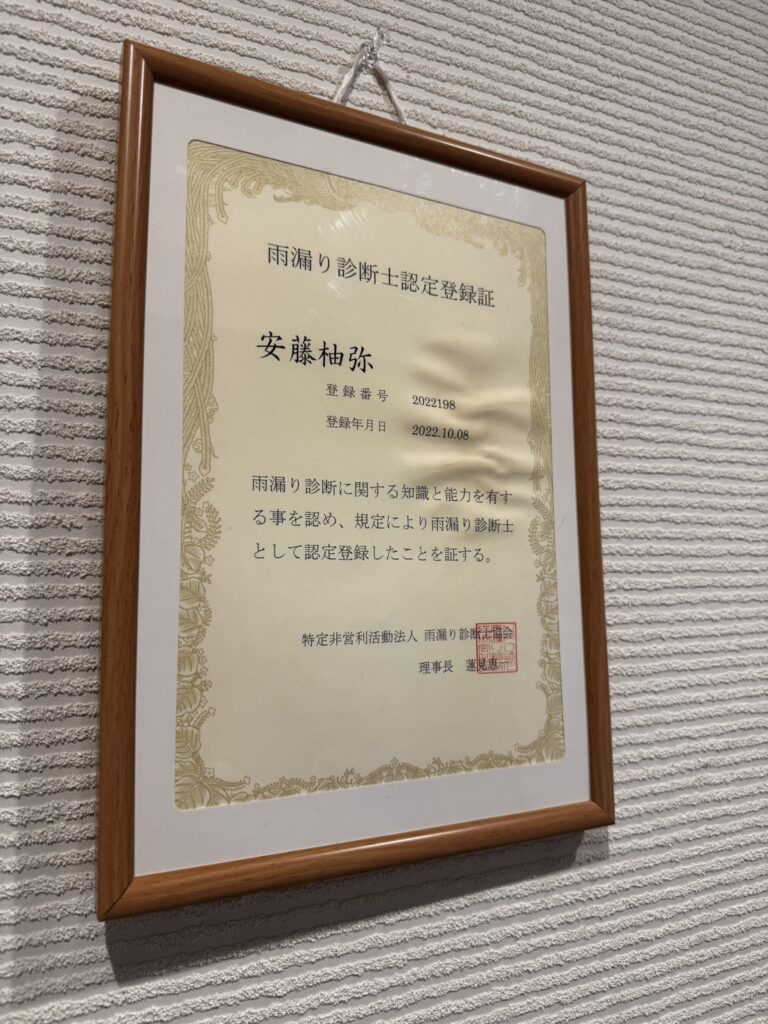 雨漏り診断士認定登録証
安藤柚弥
登録番号 2022198
登録年月日 2022.10.08
雨漏り診断に関する知識と能力を有す
る事を認め、規定により雨漏り診断士
として認定登録したことを証する。
特定非営利活動法人 雨漏り診断士協会
理事長 蓮見惠